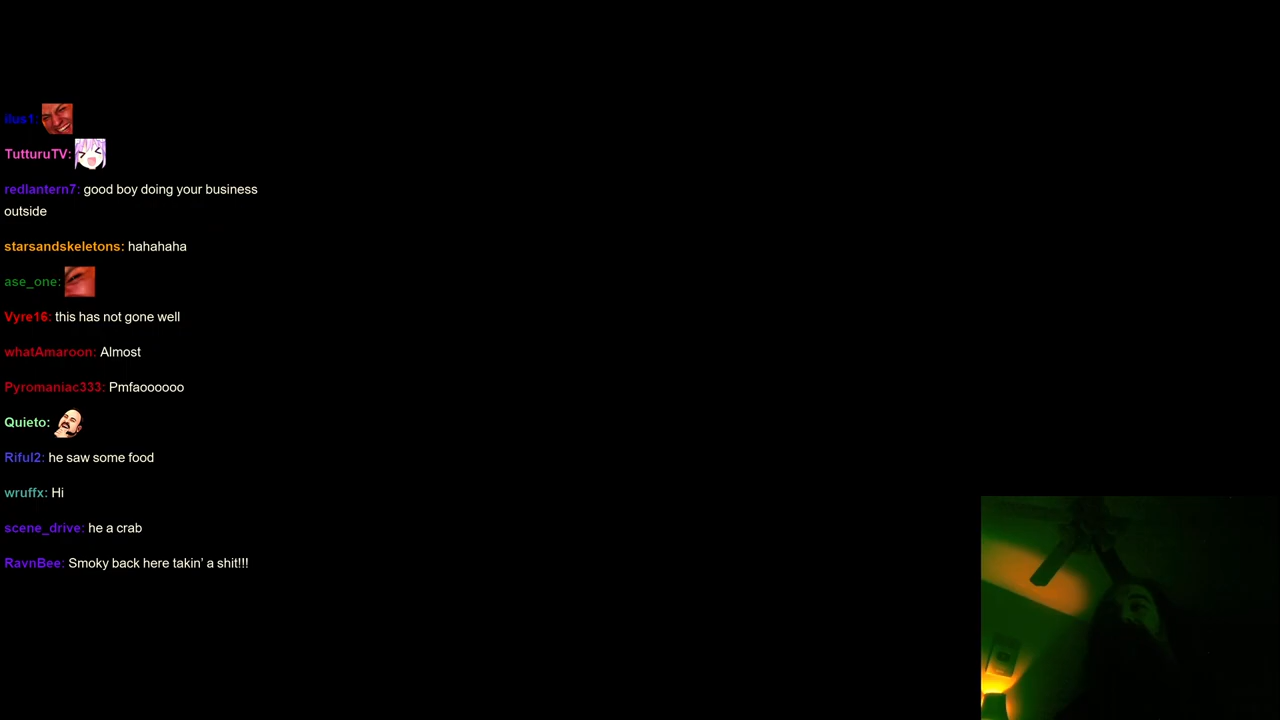 ilus1:
TutturuTV:
redlantern7: good boy doing your business
outside
starsandskeletons: hahahaha
ase_one:
Vyre16: this has not gone well
whatAmaroon: Almost
Pyromaniac333: Pmfaoooooo
Quieto:
Riful2: he saw some food
wruffx: Hi
scene_drive: he a crab
RavnBee: Smoky back here takin' a shit!!!